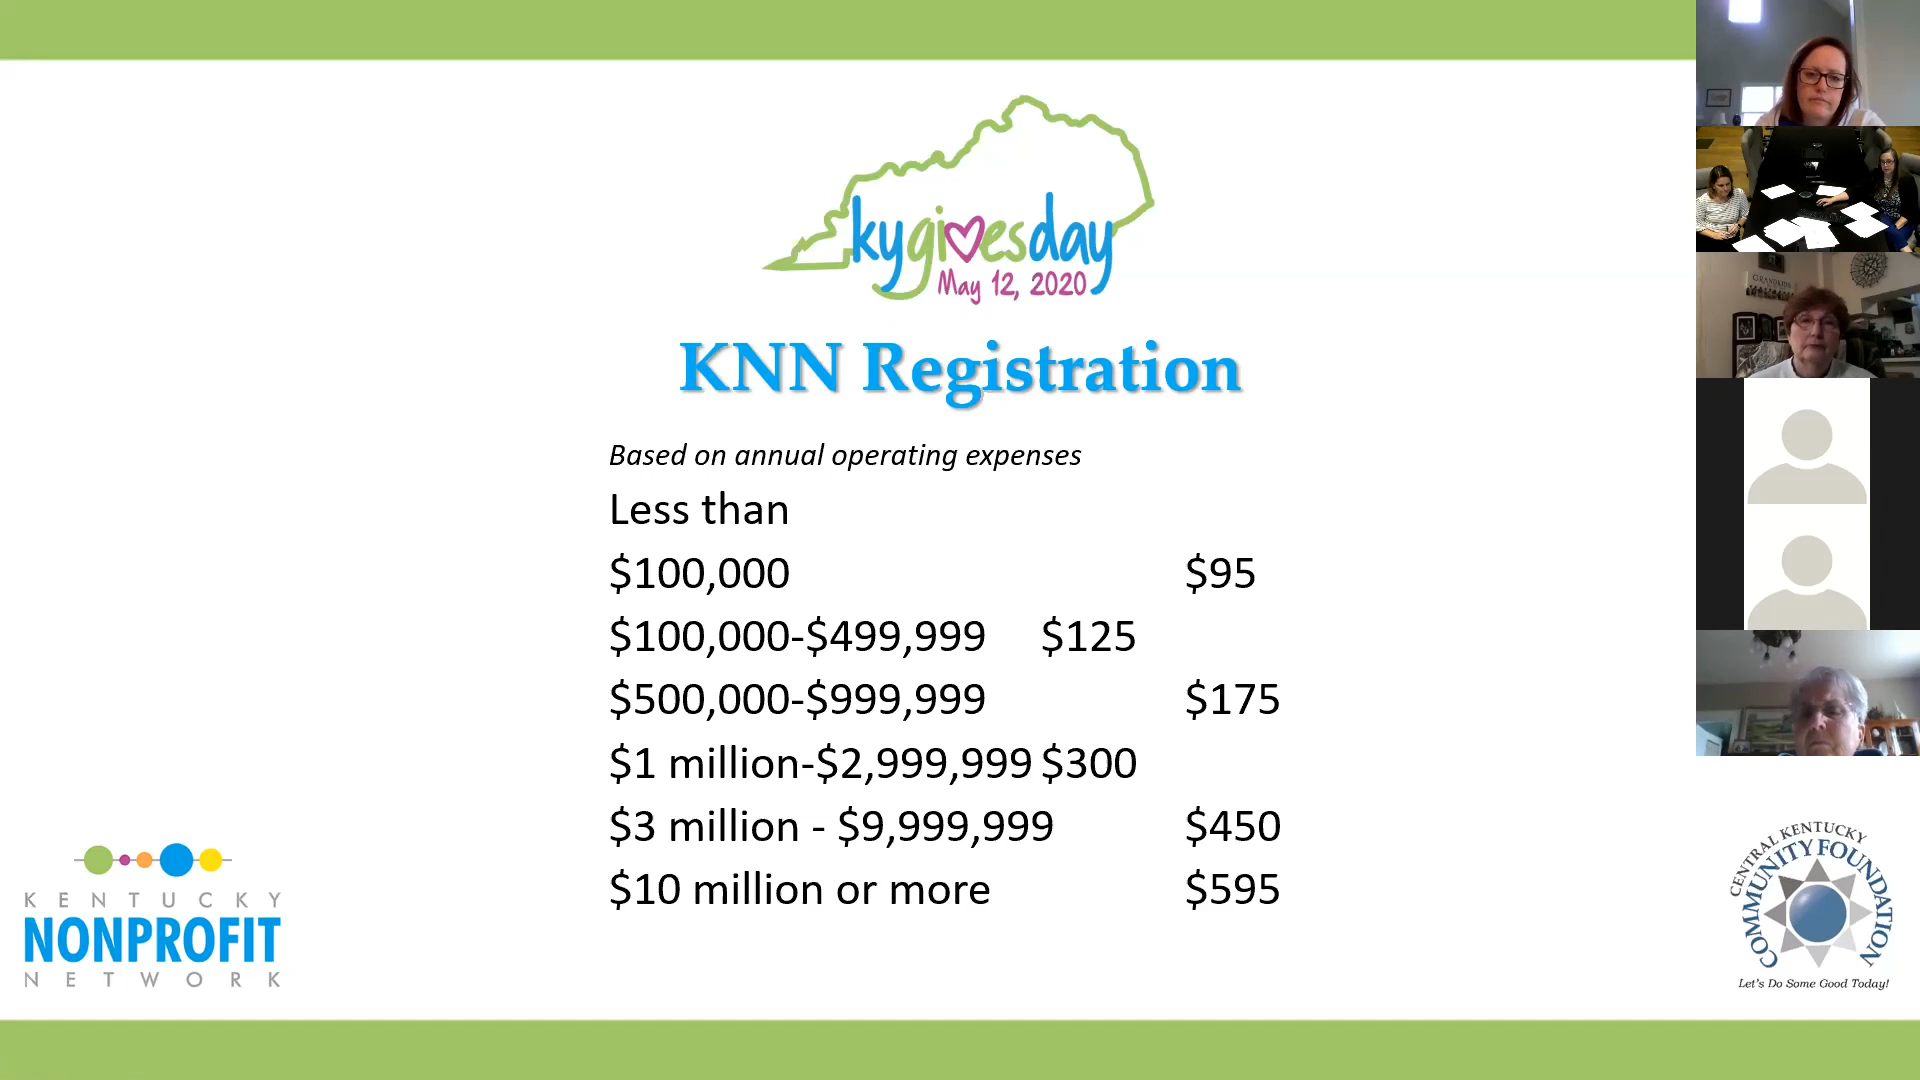 kygivesday
May 12, 2020
KNN Registration
Based on annual operating expenses
Less than
$100,000 $95
$100,000-$499,999 $125
$500,000-$999,999 $175
$1 million-$2,999,999 $300
$3 million - $9,999,999 $450
$10 million or more $595
KENTUCKY
NONPROFIT
NETWORK
CENTRAL KENTUCKY
COMMUNITY FOUNDATION
Let's Do Some Good Today!
GRANDKIDS